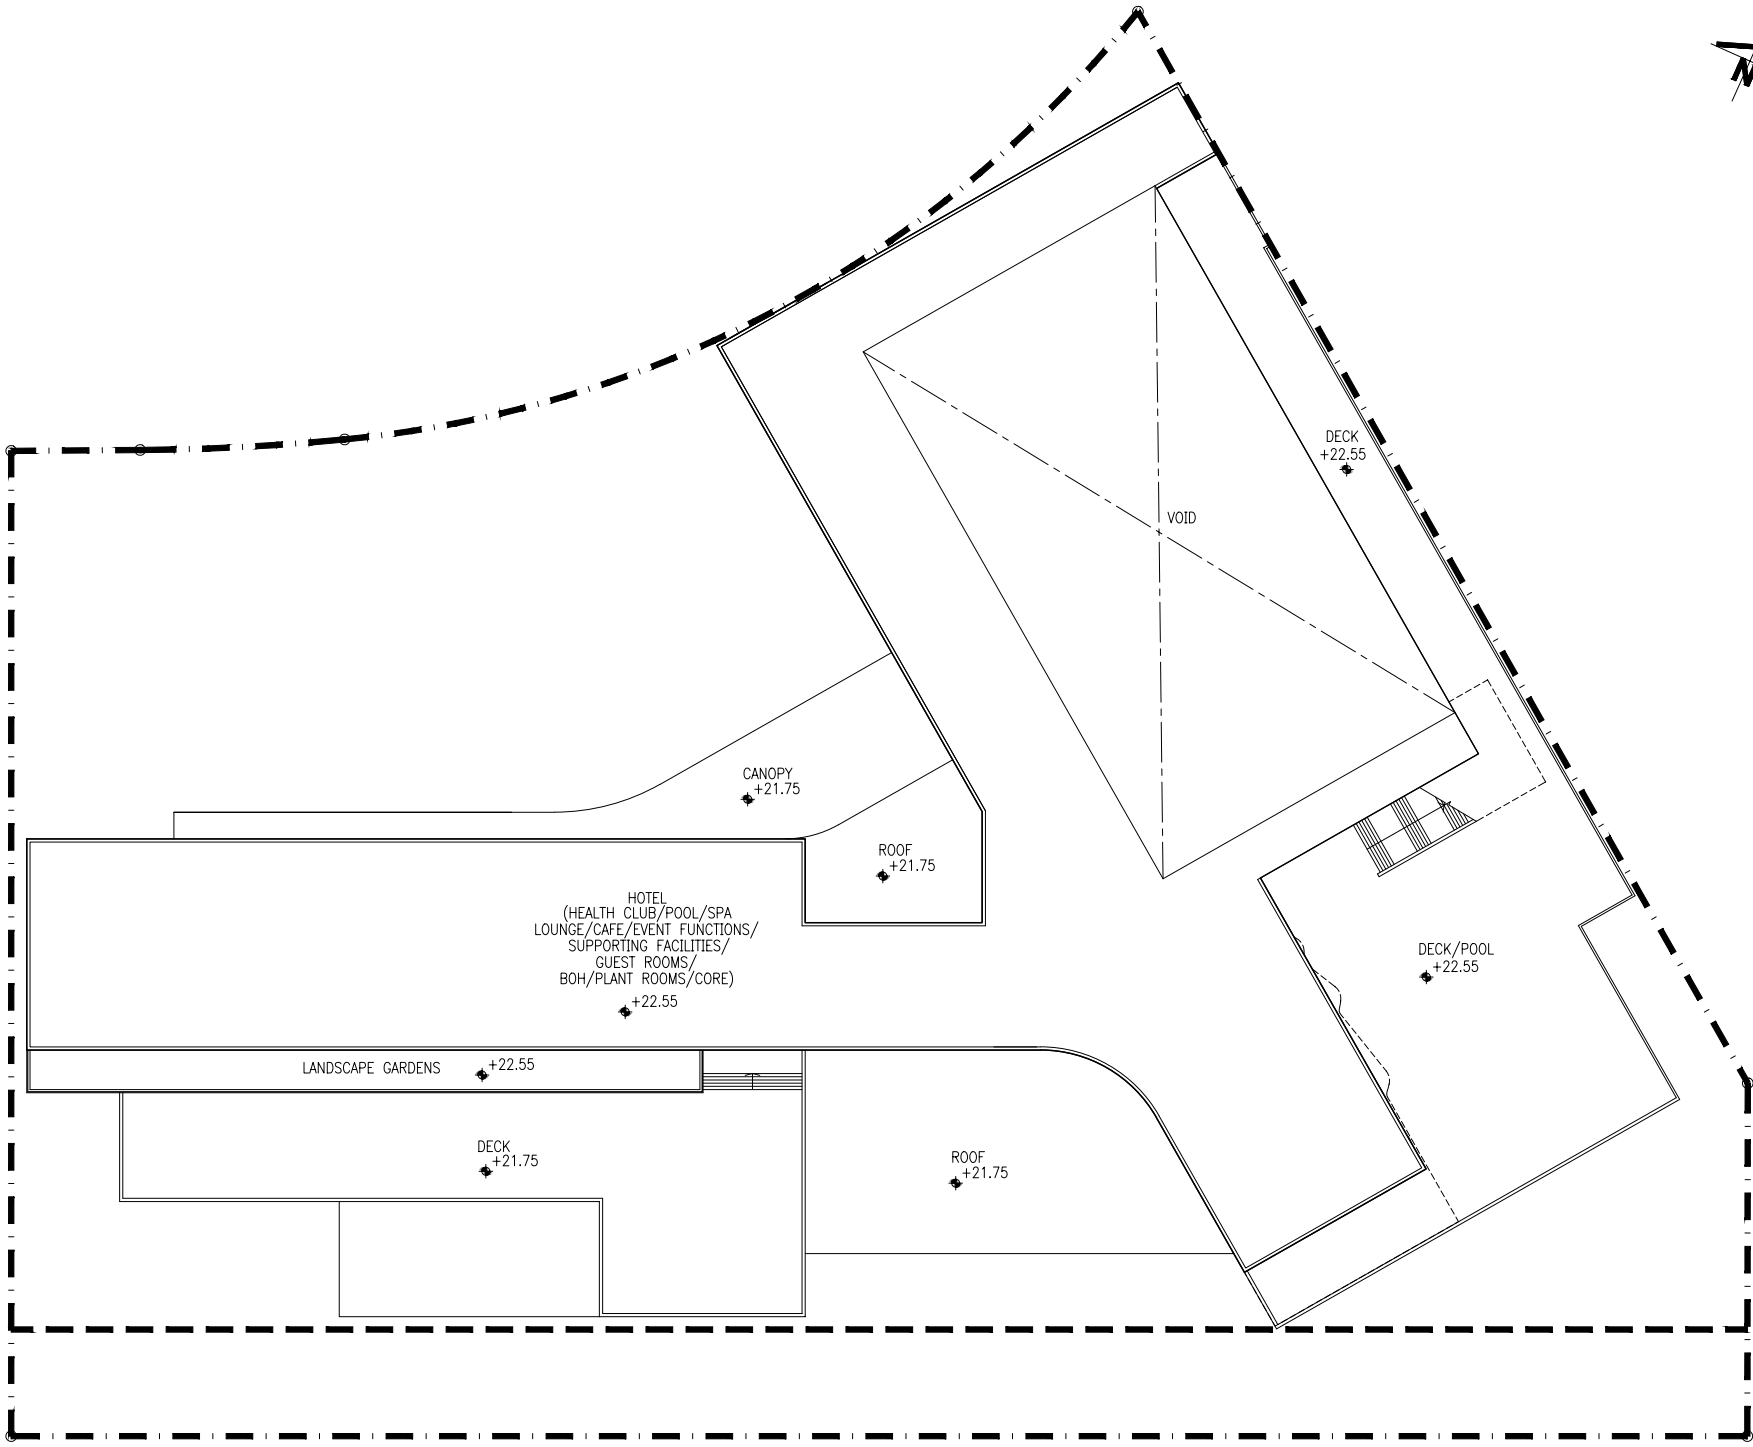 N
DECK
+22.55
VOID
CANOPY
+21.75
ROOF
+21.75
HOTEL
(HEALTH CLUB/POOL/SPA
LOUNGE/CAFE/EVENT FUNCTIONS/
SUPPORTING FACILITIES/
GUEST ROOMS/
BOH/PLANT ROOMS/CORE)
+22.55
DECK/POOL
+22.55
LANDSCAPE GARDENS
+22.55
DECK
+21.75
ROOF
+21.75